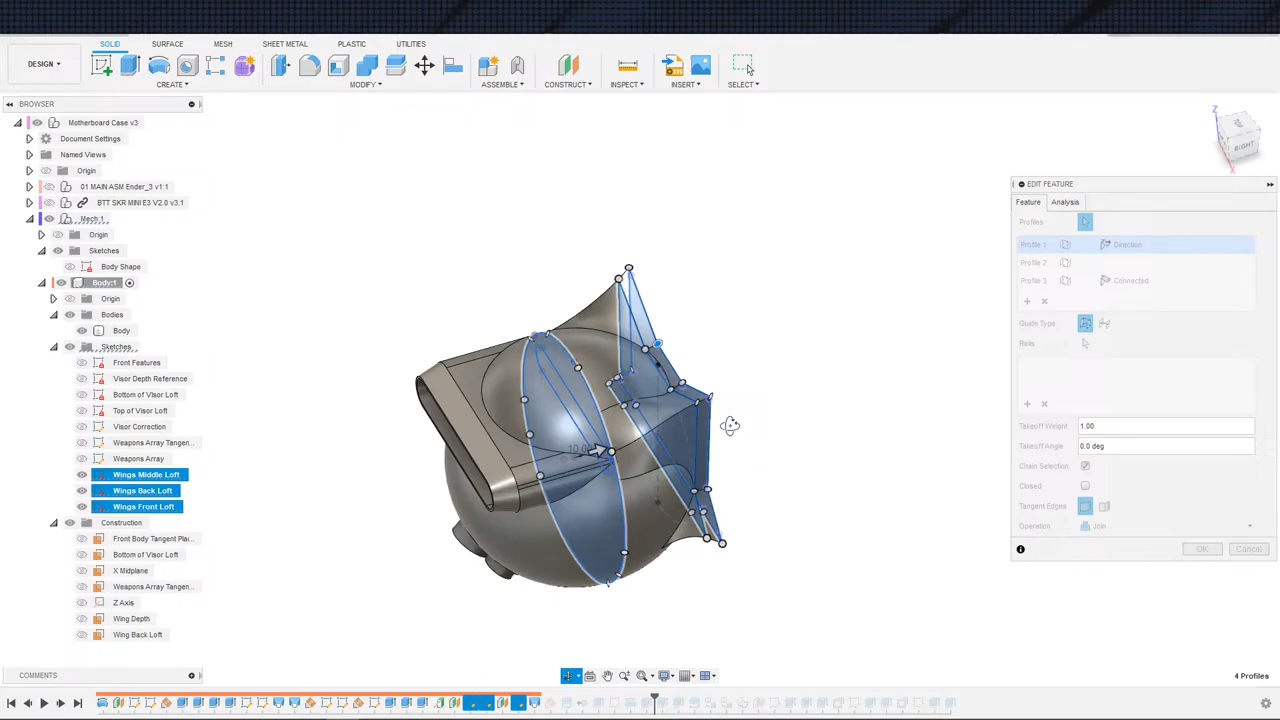 SOLID SURFACE MESH SHEET METAL PLASTIC UTILITIES
DESIGN
CREATE MODIFY ASSEMBLE CONSTRUCT INSPECT INSERT SELECT
BROWSER
Motherboard Case v3
Document Settings
Named Views
Origin
01 MAIN ASM Ender_3 v1:1
BTT SKR MINI E3 V2.0 v3:1
Mech:1
Origin
Sketches
Body Shape
Body:1
Origin
Bodies
Body
Sketches
Front Features
Visor Depth Reference
Bottom of Visor Loft
Top of Visor Loft
Visor Correction
Weapons Array Tangen...
Weapons Array
Wings Middle Loft
Wings Back Loft
Wings Front Loft
Construction
Front Body Tangent Pla...
Bottom of Visor Loft
X Midplane
Weapons Array Tangen...
Z Axis
Wing Depth
Wing Back Loft
COMMENTS
Z
RIGHT
X
EDIT FEATURE
Feature Analysis
Profiles
Profile 1 Direction
Profile 2
Profile 3 Connected
Guide Type
Rails
Takeoff Weight 1.00
Takeoff Angle 0.0 deg
Chain Selection
Closed
Tangent Edges
Operation Join
OK Cancel
4 Profiles